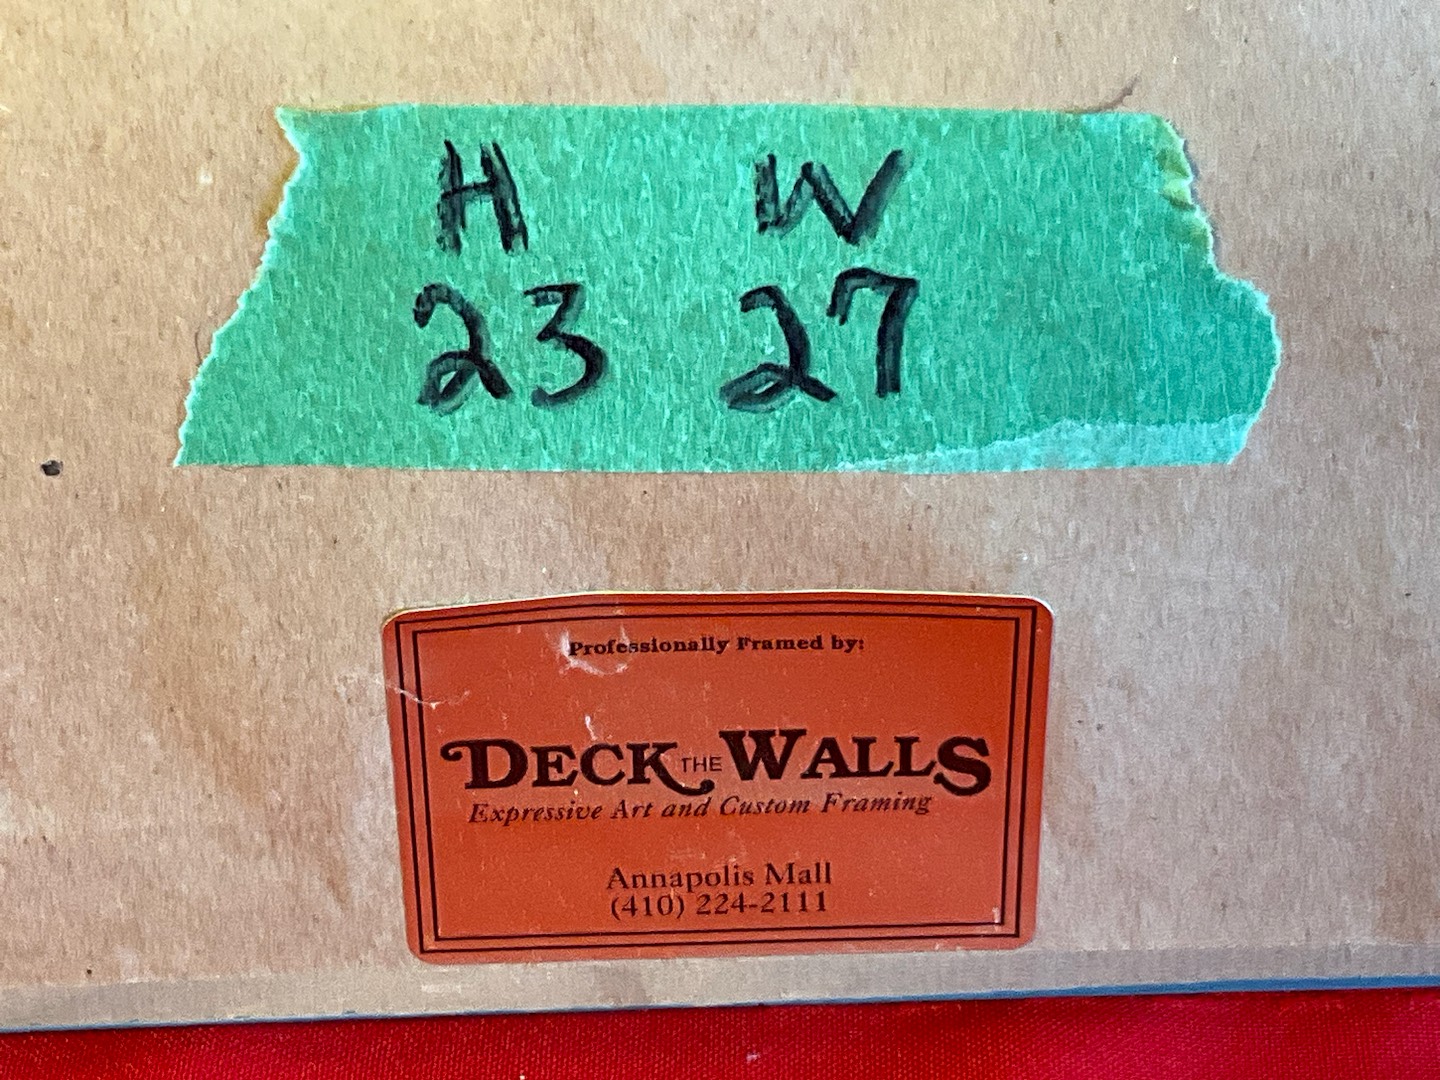 H W
23 27
Professionally Framed by:
DECK THE WALLS
Expressive Art and Custom Framing
Annapolis Mall
(410) 224-2111